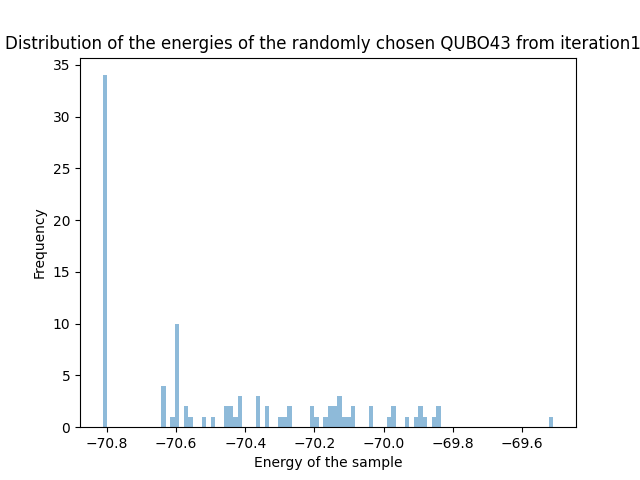 Distribution of the energies of the randomly chosen QUBO43 from iteration1
35
30
25
20
15
10
5
0
Frequency
−70.8 −70.6 −70.4 −70.2 −70.0 −69.8 −69.6
Energy of the sample